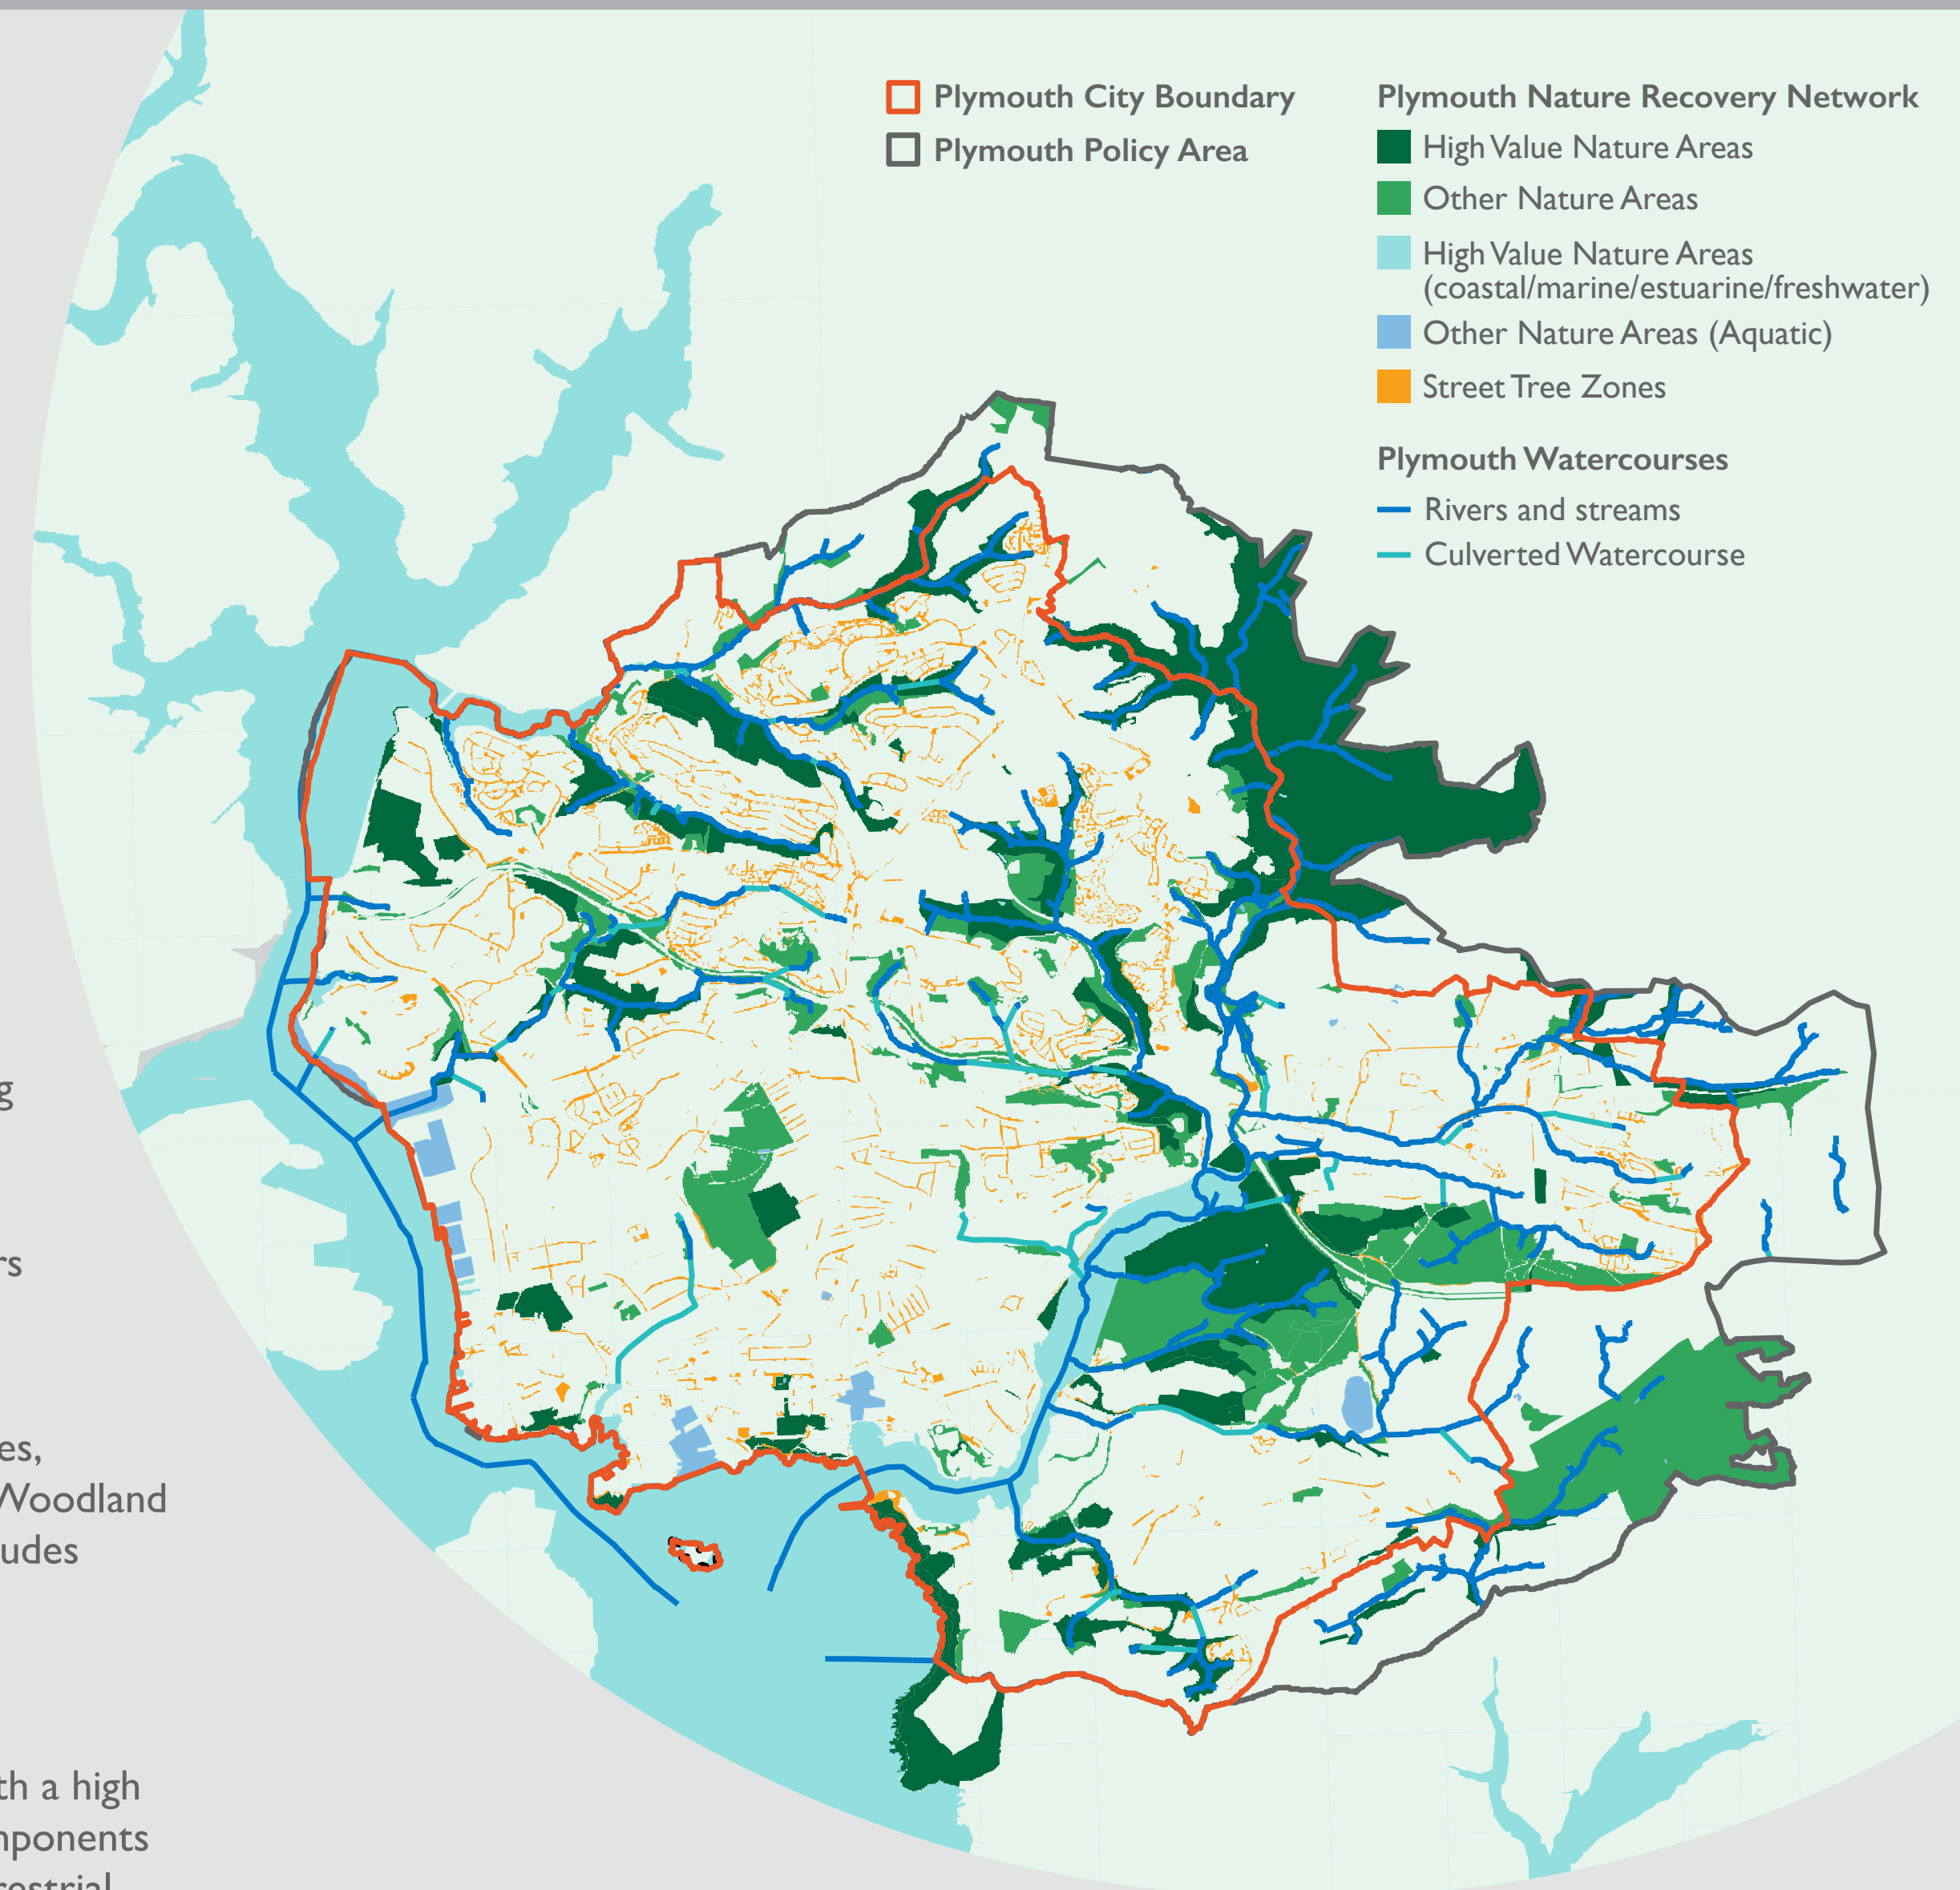 Plymouth City Boundary
Plymouth Policy Area
Plymouth Nature Recovery Network
High Value Nature Areas
Other Nature Areas
High Value Nature Areas
(coastal/marine/estuarine/freshwater)
Other Nature Areas (Aquatic)
Street Tree Zones
Plymouth Watercourses
Rivers and streams
Culverted Watercourse
g
rs
es,
Woodland
udes
th a high
nponents
restrial